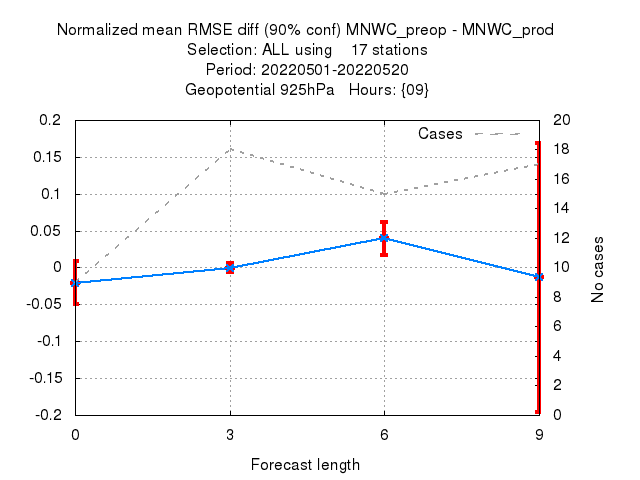 Normalized mean RMSE diff (90% conf) MNWC_preop - MNWC_prod
Selection: ALL using 17 stations
Period: 20220501-20220520
Geopotential 925hPa Hours: {09}
Cases
0.2
0.15
0.1
0.05
0
-0.05
-0.1
-0.15
-0.2
20
18
16
14
12
10
8
6
4
2
0
No cases
0 3 6 9
Forecast length